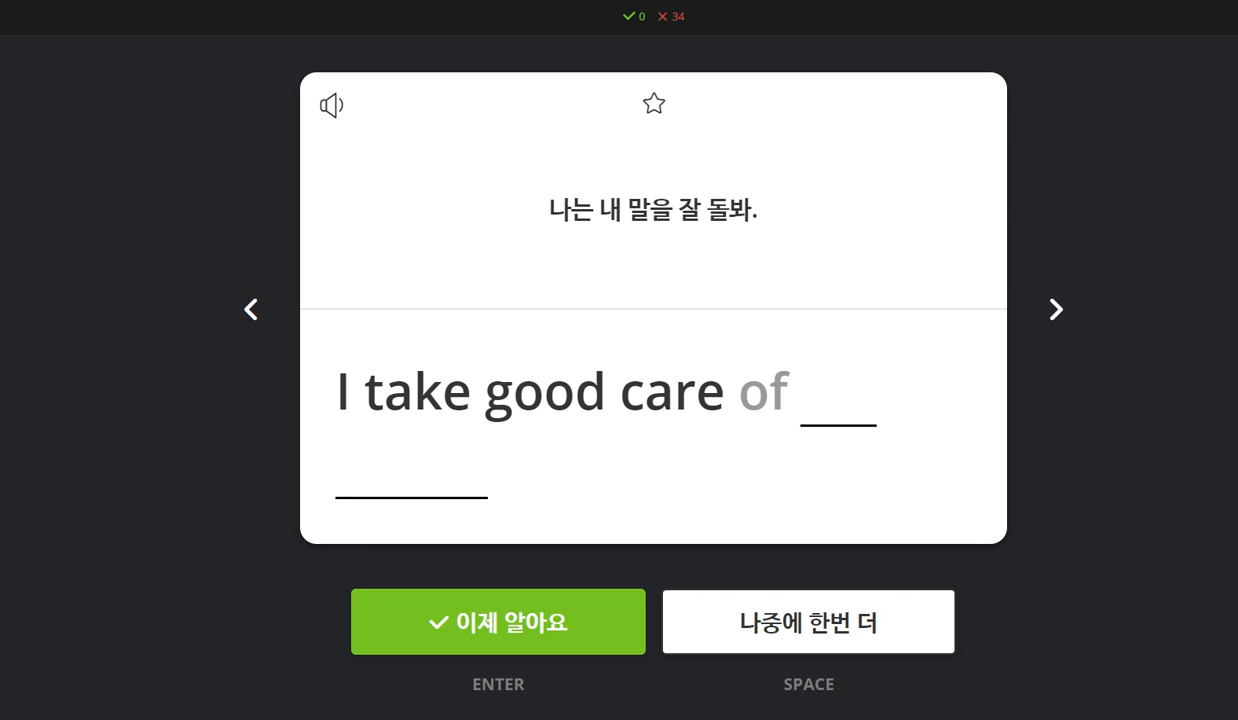 0 34
나는 내 말을 잘 돌봐.
I take good care of
이제 알아요
나중에 한번 더
ENTER
SPACE